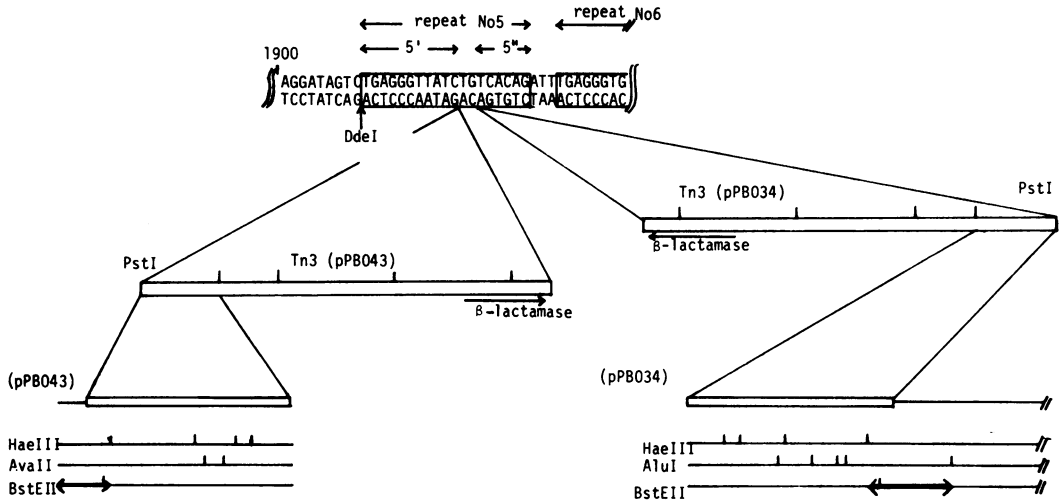 repeat No5 repeat No6
5' 5"
1900
AGGATAGTCTGAGGGTTATCTGTCACAGATTTGAGGGTG
TCCTATCAGACTCCCAATAGACAGTGTCTAAACTCCCAC
DdeI
Tn3 (pPB034) PstI
β-lactamase
PstI Tn3 (pPB043)
β-lactamase
(pPB043) (pPB034)
HaeIII HaeIII
AvaII AluI
BstEII BstEII